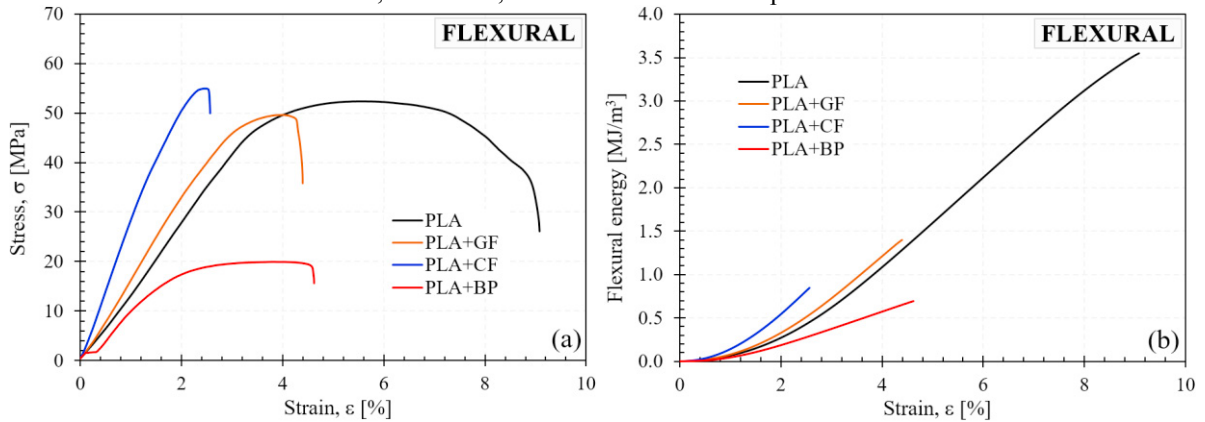 FLEXURAL
70
60
50
40
30
20
10
0
Stress, σ [MPa]
PLA
PLA+GF
PLA+CF
PLA+BP
(a)
0 2 4 6 8 10
Strain, ε [%]
FLEXURAL
4.0
3.5
3.0
2.5
2.0
1.5
1.0
0.5
0.0
Flexural energy [MJ/m³]
PLA
PLA+GF
PLA+CF
PLA+BP
(b)
0 2 4 6 8 10
Strain, ε [%]